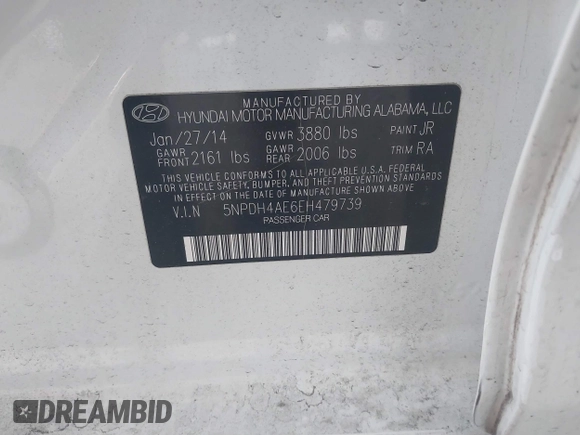 MANUFACTURED BY
HYUNDAI MOTOR MANUFACTURING ALABAMA, LLC
Jan/27/14 GVWR 3880 lbs PAINT JR
GAWR FRONT 2161 lbs GAWR REAR 2006 lbs TRIM RA
THIS VEHICLE CONFORMS TO ALL APPLICABLE U.S.A. FEDERAL
MOTOR VEHICLE SAFETY, BUMPER, AND THEFT PREVENTION STANDARDS
IN EFFECT ON THE DATE OF MANUFACTURE SHOWN ABOVE.
V.I.N 5NPDH4AE6EH479739
PASSENGER CAR
DREAMBID